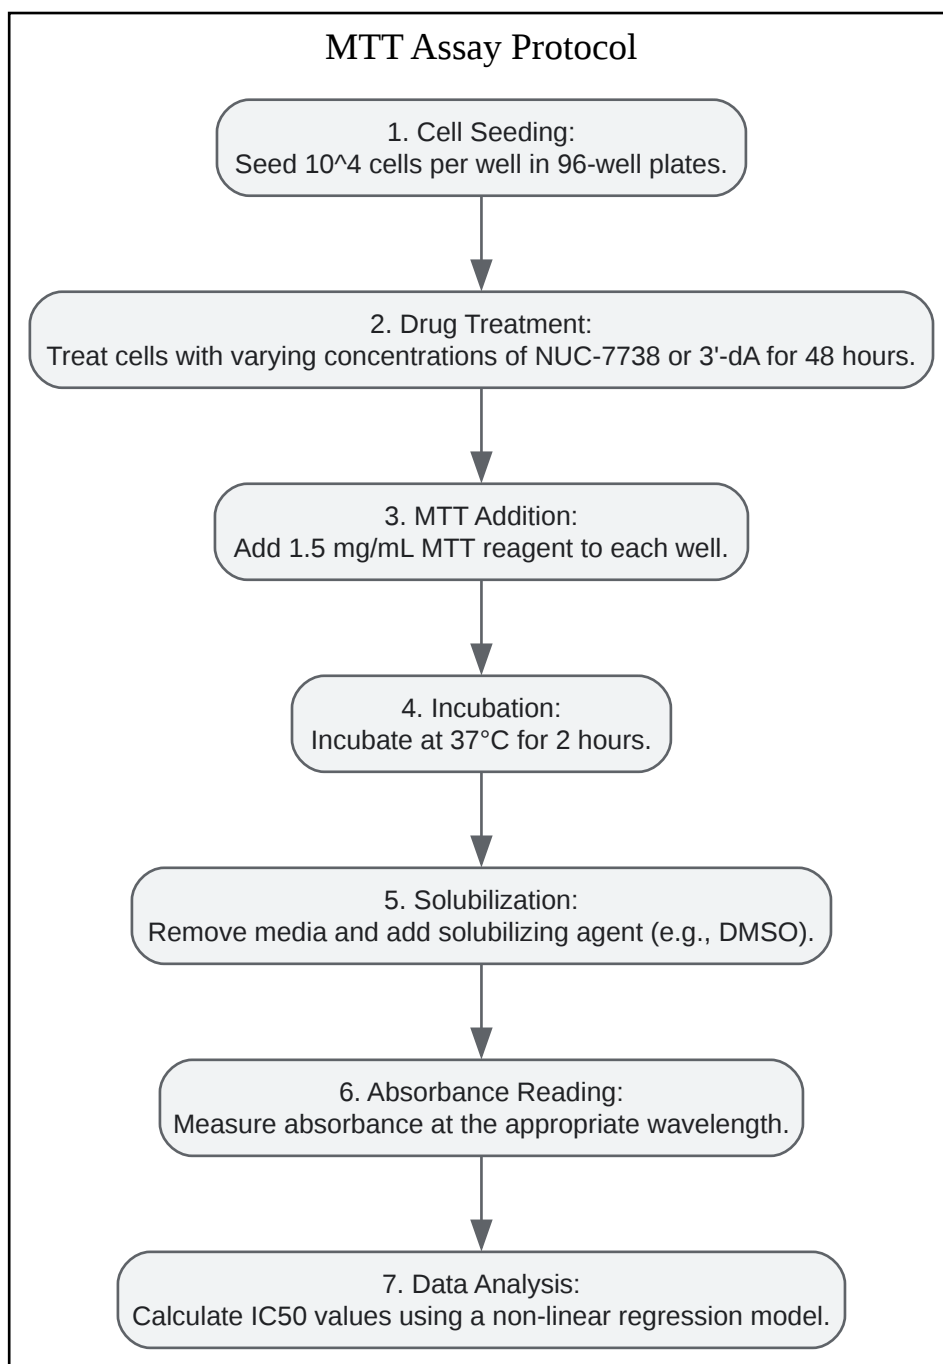 MTT Assay Protocol
1. Cell Seeding:
Seed 10^4 cells per well in 96-well plates.
2. Drug Treatment:
Treat cells with varying concentrations of NUC-7738 or 3'-dA for 48 hours.
3. MTT Addition:
Add 1.5 mg/mL MTT reagent to each well.
4. Incubation:
Incubate at 37°C for 2 hours.
5. Solubilization:
Remove media and add solubilizing agent (e.g., DMSO).
6. Absorbance Reading:
Measure absorbance at the appropriate wavelength.
7. Data Analysis:
Calculate IC50 values using a non-linear regression model.